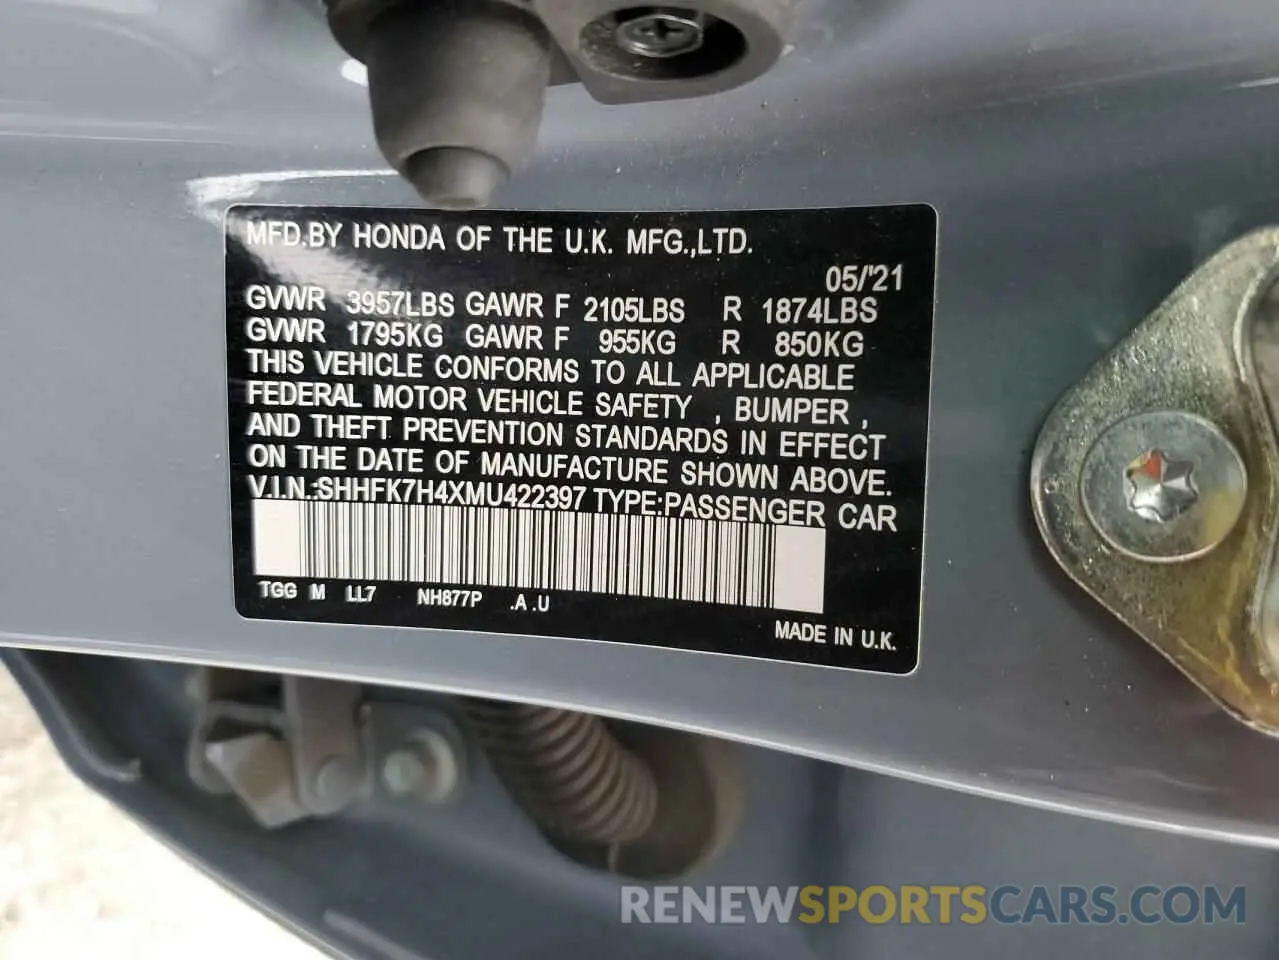 MFD.BY HONDA OF THE U.K. MFG.,LTD.
05/'21
GVWR 3957LBS GAWR F 2105LBS R 1874LBS
GVWR 1795KG GAWR F 955KG R 850KG
THIS VEHICLE CONFORMS TO ALL APPLICABLE
FEDERAL MOTOR VEHICLE SAFETY , BUMPER ,
AND THEFT PREVENTION STANDARDS IN EFFECT
ON THE DATE OF MANUFACTURE SHOWN ABOVE.
V.I.N.:SHHFK7H4XMU422397 TYPE:PASSENGER CAR
TGG M LL7 NH877P .A .U
MADE IN U.K.
RENEWSPORTSCARS.COM